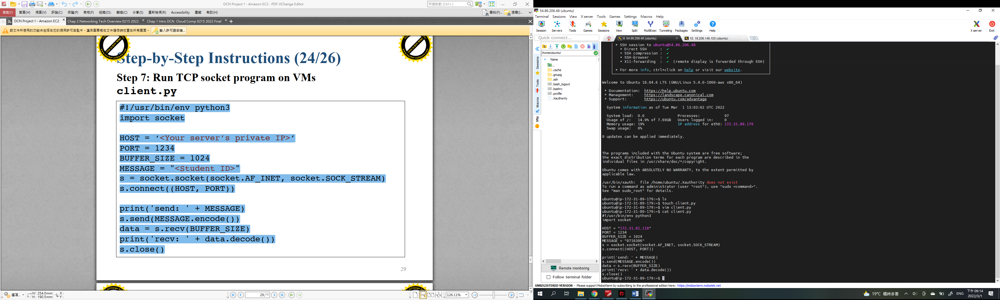 DCN Project 1 - Amazon EC2 - PDF-XChange Editor
快速啟動 (Ctrl+,)
檔案(F) 首頁(H) 視圖(V) 評論(C) 保護(P) 表格(F) 組織(O): 轉換(C) 分享(S) 重新檢視(R) Accessibility 書籤 幫助(H)
尋找(F)... 搜尋()...
DCN Project 1 - Amazon EC2 Chap 2 Networking Tech Overview 0215 2022 Chap 1 Intro DCN Cloud Comp 0215 2022 Final
該文件所使用的功能未包括在您的現用許可密匙中，演示圖章將在文件儲存時放置在所有頁面。 輸入許可證密鑰...
Click to BUY NOW!
www.tracker-software.com
Click to BUY NOW!
www.tracker-software.com
Step-by-Step Instructions (24/26)
Step 7: Run TCP socket program on VMs
client.py
#!/usr/bin/env python3
import socket
HOST = ‘<Your server’s private IP>’
PORT = 1234
BUFFER_SIZE = 1024
MESSAGE = "<Student ID>"
s = socket.socket(socket.AF_INET, socket.SOCK_STREAM)
s.connect((HOST, PORT))
print('send: ' + MESSAGE)
s.send(MESSAGE.encode())
data = s.recv(BUFFER_SIZE)
print('recv: ' + data.decode())
s.close()
29
選項...
W: 254.0mm
H: 190.5mm
X:
Y:
29 / 32
126.11%
54.86.206.48 (ubuntu)
Terminal Sessions View X server Tools Games Settings Macros Help
Session Servers Tools Games Sessions View Split MultiExec Tunneling Packages Settings Help X server Exit
Quick connect...
9. 54.86.206.48 (ubuntu) 10. 18.206.145.103 (ubuntu)
Sessions
Tools
Macros
Sftp
/home/ubuntu/
Name
..
.cache
.gnupg
.ssh
.bash_logout
.bashrc
.profile
.Xauthority
Remote monitoring
Follow terminal folder
➤ SSH session to ubuntu@54.86.206.48
• Direct SSH : ✔
• SSH compression : ✔
• SSH-browser : ✔
• X11-forwarding : ✔ (remote display is forwarded through SSH)
➤ For more info, ctrl+click on help or visit our website.
Welcome to Ubuntu 18.04.6 LTS (GNU/Linux 5.4.0-1060-aws x86_64)
* Documentation: https://help.ubuntu.com
* Management: https://landscape.canonical.com
* Support: https://ubuntu.com/advantage
System information as of Tue Mar 1 13:03:02 UTC 2022
System load: 0.0 Processes: 97
Usage of /: 14.9% of 7.69GB Users logged in: 0
Memory usage: 19% IP address for eth0: 172.31.89.179
Swap usage: 0%
0 updates can be applied immediately.
The programs included with the Ubuntu system are free software;
the exact distribution terms for each program are described in the
individual files in /usr/share/doc/*/copyright.
Ubuntu comes with ABSOLUTELY NO WARRANTY, to the extent permitted by
applicable law.
/usr/bin/xauth: file /home/ubuntu/.Xauthority does not exist
To run a command as administrator (user "root"), use "sudo <command>".
See "man sudo_root" for details.
ubuntu@ip-172-31-89-179:~$ ls
ubuntu@ip-172-31-89-179:~$ touch client.py
ubuntu@ip-172-31-89-179:~$ vim client.py
ubuntu@ip-172-31-89-179:~$ cat client.py
#!/usr/bin/env python3
import socket
HOST = "172.31.81.118"
PORT = 1234
BUFFER_SIZE = 1024
MESSAGE = "0716306"
s = socket.socket(socket.AF_INET, socket.SOCK_STREAM)
s.connect((HOST, PORT))
print('send: ' + MESSAGE)
s.send(MESSAGE.encode())
data = s.recv(BUFFER_SIZE)
print('recv: ' + data.decode())
s.close()
ubuntu@ip-172-31-89-179:~$
UNREGISTERED VERSION - Please support MobaXterm by subscribing to the professional edition here: https://mobaxterm.mobatek.net
19°C 晴時多雲 ENG 下午 09:14
2022/3/1